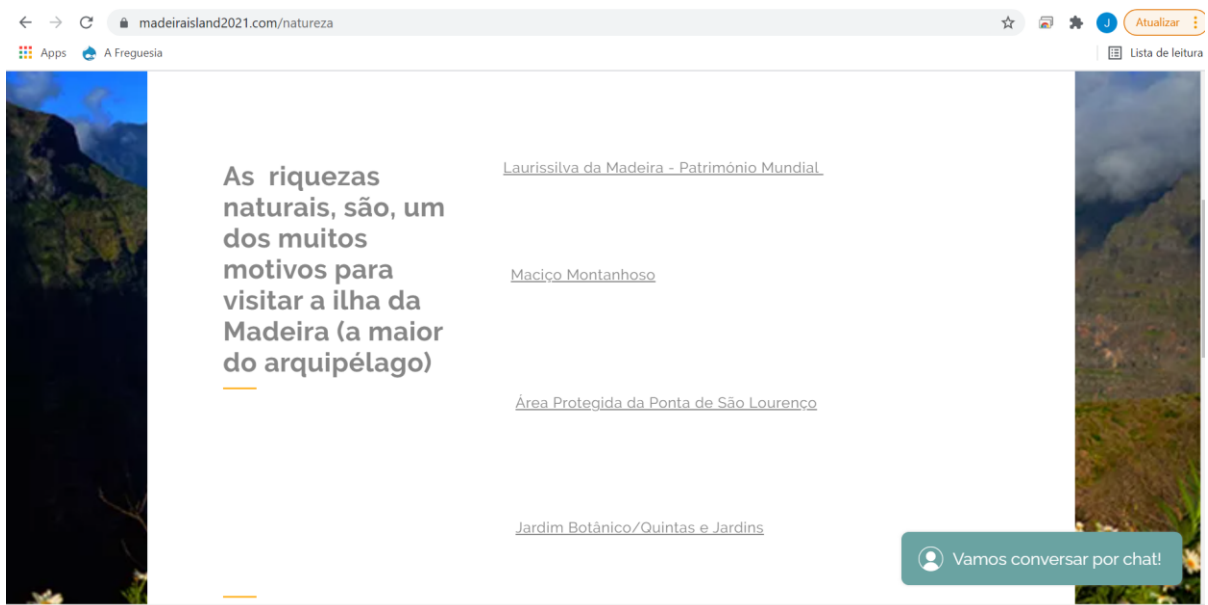 madeiraisland2021.com/natureza
J
Atualizar
Apps
A Freguesia
Lista de leitura
As riquezas
naturais, são, um
dos muitos
motivos para
visitar a ilha da
Madeira (a maior
do arquipélago)
Laurissilva da Madeira - Património Mundial
Maciço Montanhoso
Área Protegida da Ponta de São Lourenço
Jardim Botânico/Quintas e Jardins
Vamos conversar por chat!